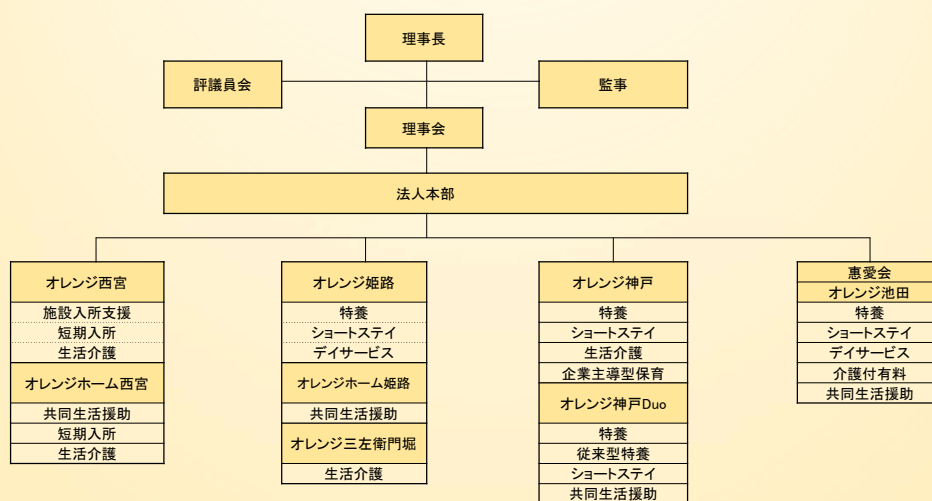 理事長
評議員会
監事
理事会
法人本部
オレンジ西宮
施設入所支援
短期入所
生活介護
オレンジホーム西宮
共同生活援助
短期入所
生活介護
オレンジ姫路
特養
ショートステイ
デイサービス
オレンジホーム姫路
共同生活援助
オレンジ三左衛門堀
生活介護
オレンジ神戸
特養
ショートステイ
生活介護
企業主導型保育
オレンジ神戸Duo
特養
従来型特養
ショートステイ
共同生活援助
恵愛会
オレンジ池田
特養
ショートステイ
デイサービス
介護付有料
共同生活援助